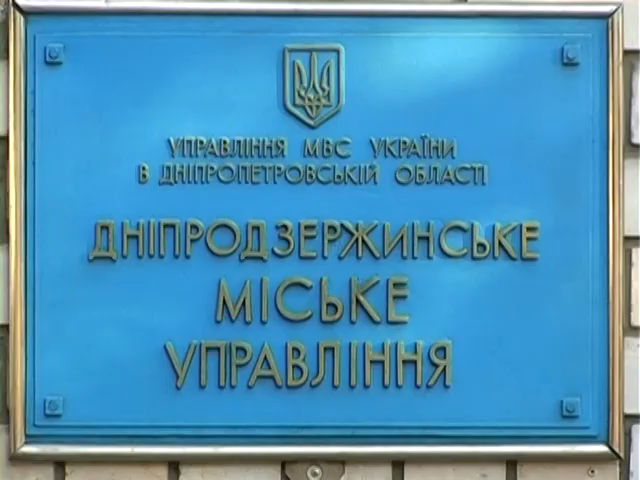 УПРАВЛІННЯ МВС УКРАЇНИ
В ДНІПРОПЕТРОВСЬКІЙ ОБЛАСТІ
ДНІПРОДЗЕРЖИНСЬКЕ
МІСЬКЕ
УПРАВЛІННЯ